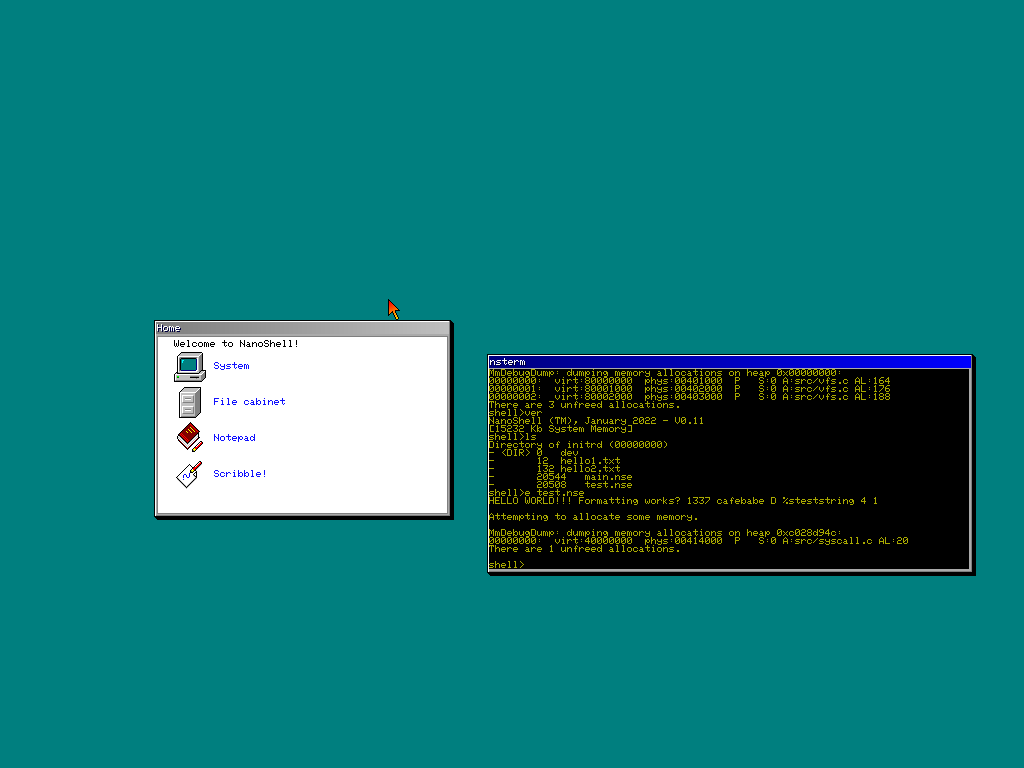 Home
Welcome to NanoShell!
System
File cabinet
Notepad
Scribble!
nsterm
MmDebugDump: dumping memory allocations on heap 0x00000000:
00000000:  virt:80000000  phys:00401000  P   S:0 A:src/vfs.c AL:164
00000001:  virt:80001000  phys:00402000  P   S:0 A:src/vfs.c AL:176
00000002:  virt:80002000  phys:00403000  P   S:0 A:src/vfs.c AL:188
There are 3 unfreed allocations.
shell>ver
NanoShell (TM), January 2022 - V0.11
[15232 Kb System Memory]
shell>ls
Directory of initrd (00000000)
- <DIR> 0   dev
-       12  hello1.txt
-       132 hello2.txt
-       20544   main.nse
-       20508   test.nse
shell>e test.nse
HELLO WORLD!!! Formatting works? 1337 cafebabe D %steststring 4 1
Attempting to allocate some memory.
MmDebugDump: dumping memory allocations on heap 0xc028d94c:
00000000:  virt:40000000  phys:00414000  P   S:0 A:src/syscall.c AL:20
There are 1 unfreed allocations.
shell>